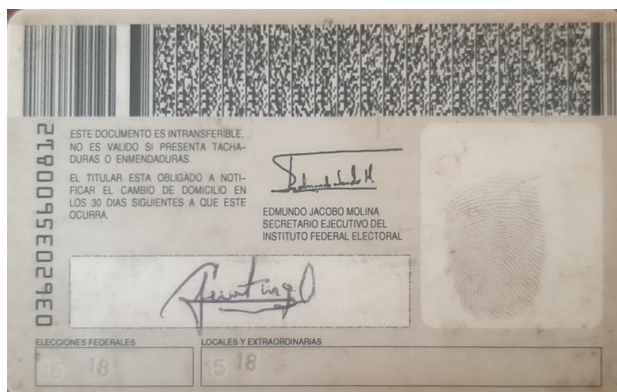 0362035600812
ESTE DOCUMENTO ES INTRANSFERIBLE,
NO ES VALIDO SI PRESENTA TACHA-
DURAS O ENMENDADURAS.
EL TITULAR ESTA OBLIGADO A NOTI-
FICAR EL CAMBIO DE DOMICILIO EN
LOS 30 DIAS SIGUIENTES A QUE ESTE
OCURRA.
EDMUNDO JACOBO MOLINA
SECRETARIO EJECUTIVO DEL
INSTITUTO FEDERAL ELECTORAL
ELECCIONES FEDERALES
LOCALES Y EXTRAORDINARIAS
15 18
15 18